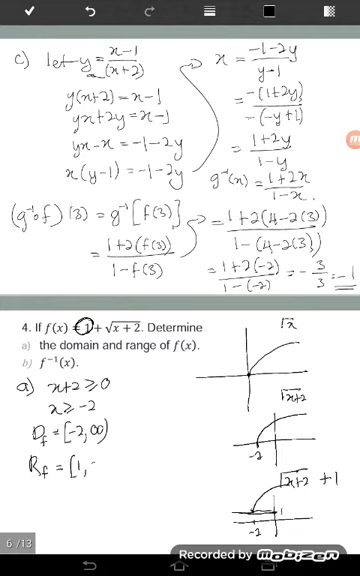 c) let y = x-1/(x+2)
y(x+2) = x-1
yx+2y = x-1
yx-x = -1-2y
x(y-1) = -1-2y
x = -1-2y/y-1
= -(1+2y)/-(-y+1)
= 1+2y/1-y
g⁻¹(x) = 1+2x/1-x.
(g⁻¹of)(3) = g⁻¹[f(3)]
= 1+2(f(3))/1-f(3)
= 1+2(4-2(3))/1-(4-2(3))
= 1+2(-2)/1-(-2) = -3/3 = -1
4. If f(x) = 1 + √x + 2. Determine
a) the domain and range of f(x).
b) f⁻¹(x).
a) x+2 ≥ 0
x ≥ -2
D_f = [-2, ∞)
R_f = [1,
√x
√x+2
-2
√x+2 +1
1
-2
6 /13
Recorded by Mobizen